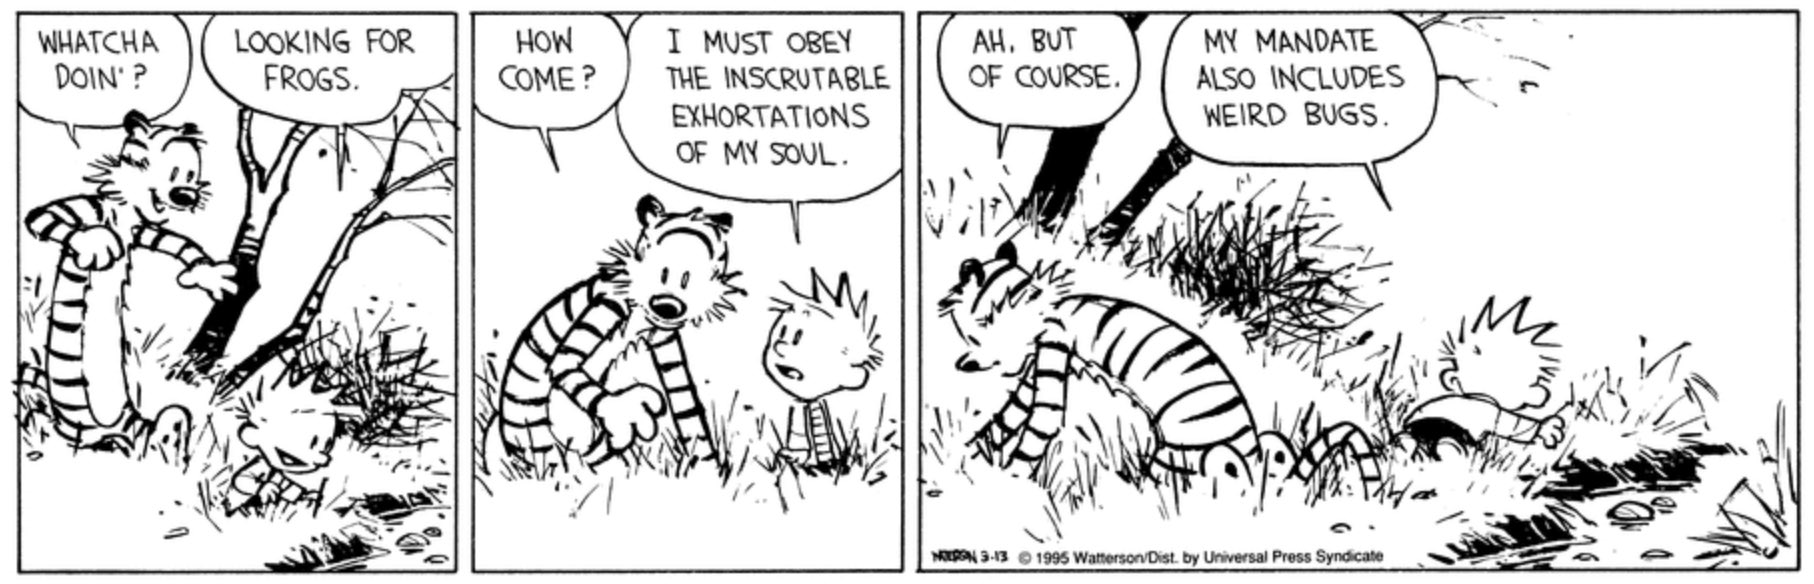 WHATCHA
DOIN'?
LOOKING FOR
FROGS.
HOW
COME?
I MUST OBEY
THE INSCRUTABLE
EXHORTATIONS
OF MY SOUL.
AH, BUT
OF COURSE.
MY MANDATE
ALSO INCLUDES
WEIRD BUGS.
WATTERSON 3-13 © 1995 Watterson/Dist. by Universal Press Syndicate